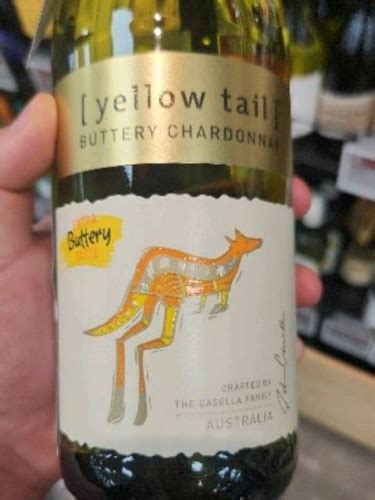 [ yellow tail ]
BUTTERY CHARDONNAY
Buttery
CRAFTED BY
THE CASELLA FAMILY
AUSTRALIA